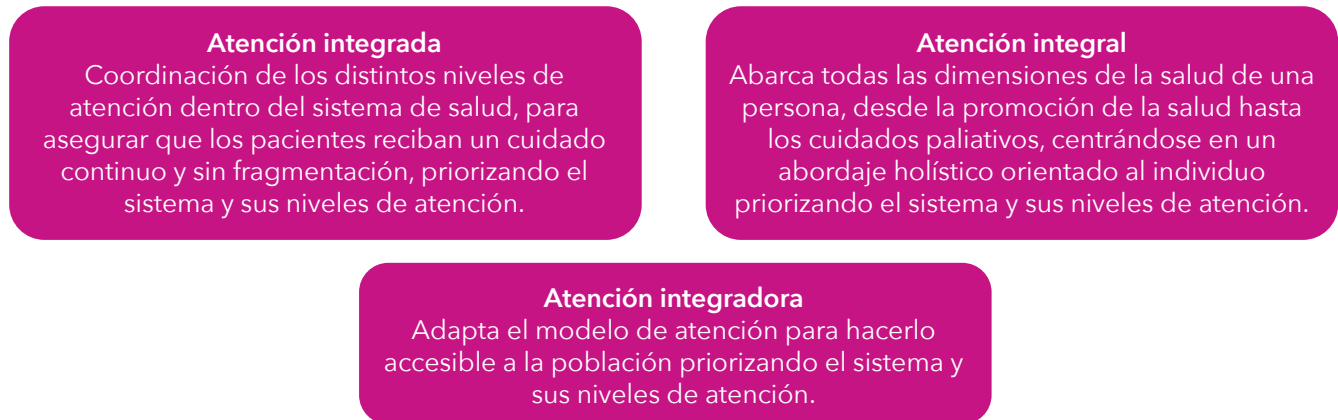 Atención integrada
Coordinación de los distintos niveles de
atención dentro del sistema de salud, para
asegurar que los pacientes reciban un cuidado
continuo y sin fragmentación, priorizando el
sistema y sus niveles de atención.
Atención integral
Abarca todas las dimensiones de la salud de una
persona, desde la promoción de la salud hasta
los cuidados paliativos, centrándose en un
abordaje holístico orientado al individuo
priorizando el sistema y sus niveles de atención.
Atención integradora
Adapta el modelo de atención para hacerlo
accesible a la población priorizando el sistema y
sus niveles de atención.